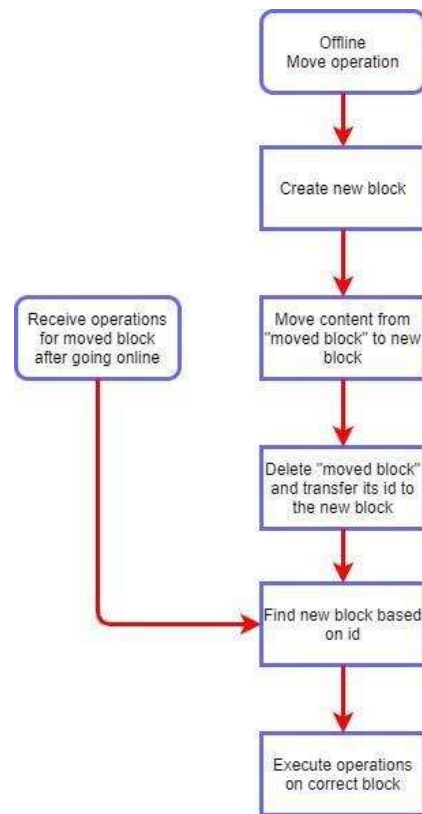 Offline
Move operation
Create new block
Receive operations
for moved block
after going online
Move content from
"moved block" to new
block
Delete "moved block"
and transfer its id to
the new block
Find new block based
on id
Execute operations
on correct block